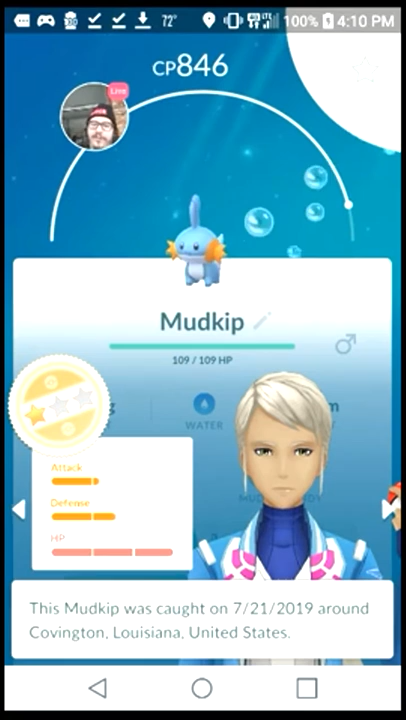 72° 100% 4:10 PM
CP846
Live
Mudkip
109 / 109 HP
WATER
Attack
Defense
HP
This Mudkip was caught on 7/21/2019 around
Covington, Louisiana, United States.